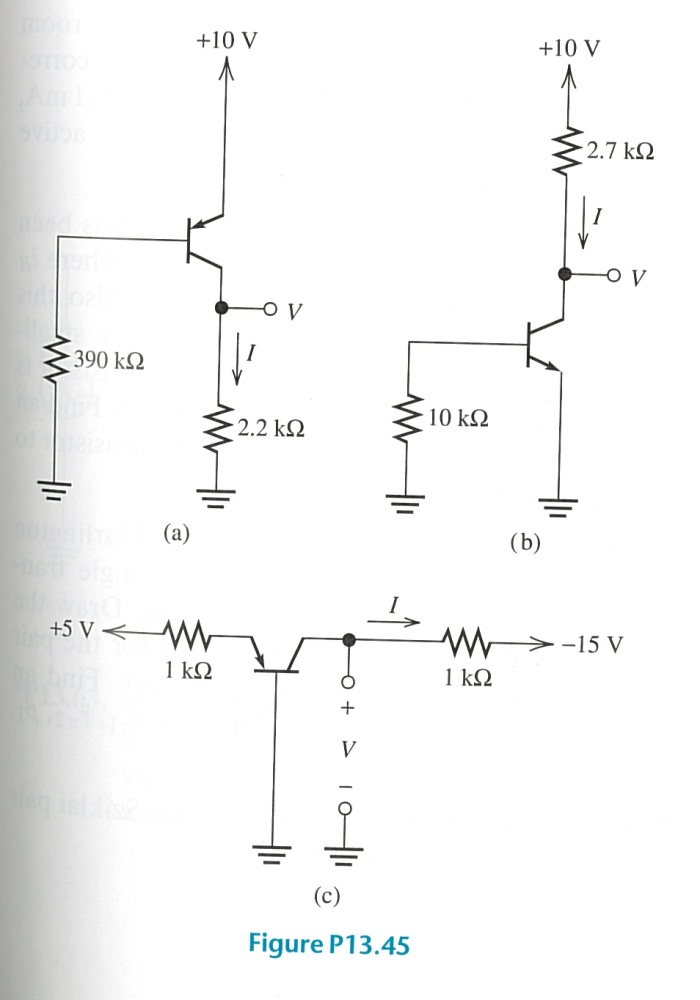 +10 V
390 kΩ
V
I
2.2 kΩ
(a)
+10 V
2.7 kΩ
I
V
10 kΩ
(b)
+5 V
1 kΩ
I
1 kΩ
−15 V
+
V
−
(c)
Figure P13.45